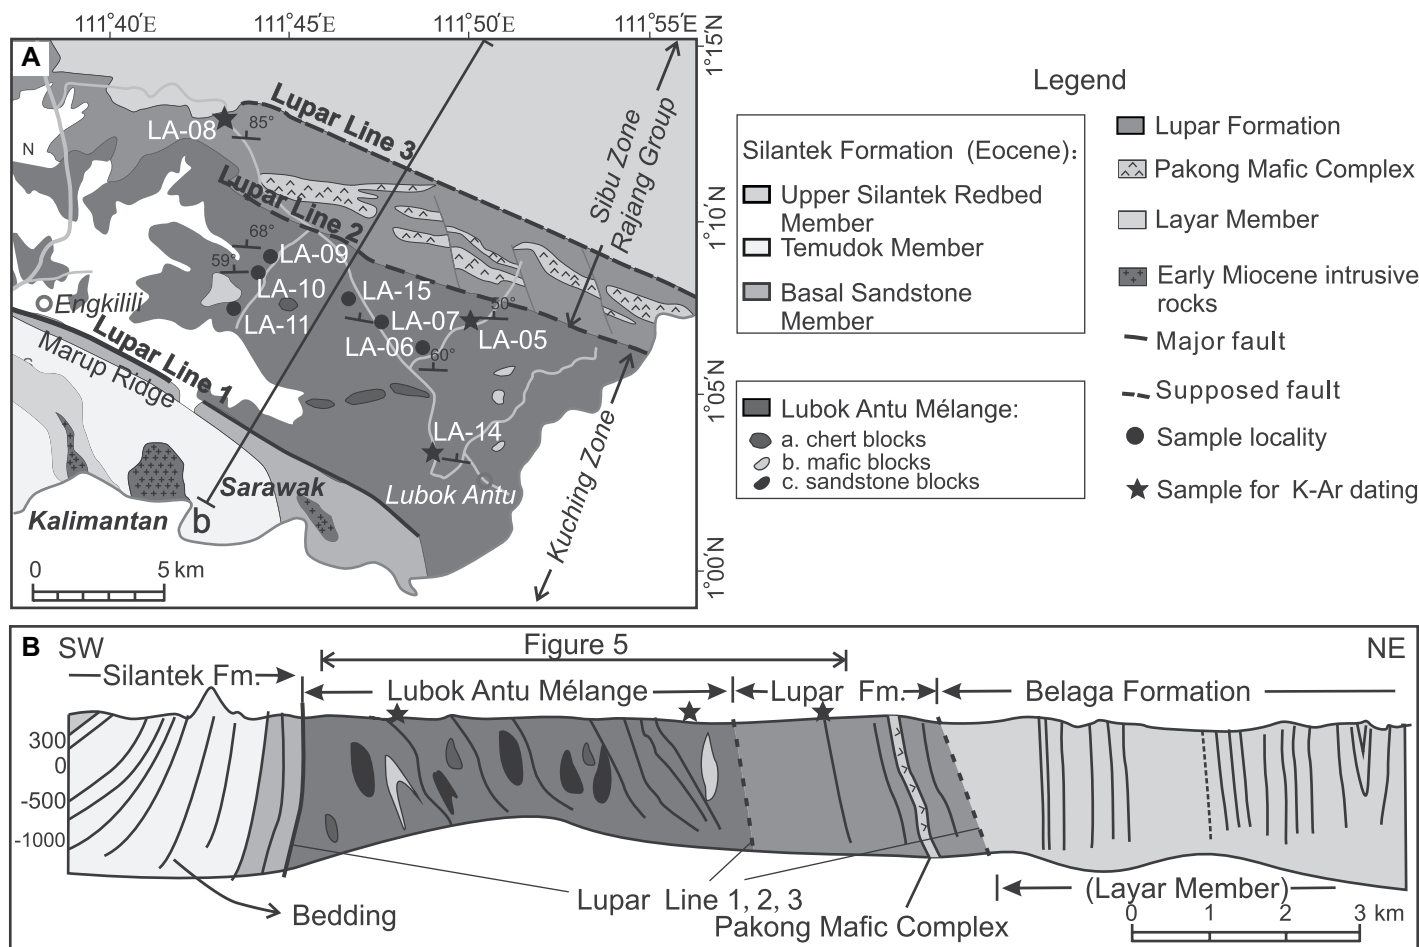 111°40′E 111°45′E 111°50′E 111°55′E
A
1°15′N
1°10′N
1°05′N
1°00′N
Lupar Line 3
LA-08
85°
N
Lupar Line 2
Sibu Zone
Rajang Group
68°
LA-09
59°
LA-10
LA-15
Engkilili
LA-11
LA-07
50°
LA-05
LA-06
60°
Lupar Line 1
Marup Ridge
LA-14
Lubok Antu
Kuching Zone
Sarawak
Kalimantan
b
0 5 km
Legend
Silantek Formation (Eocene):
Upper Silantek Redbed
Member
Temudok Member
Basal Sandstone
Member
Lubok Antu Mélange:
a. chert blocks
b. mafic blocks
c. sandstone blocks
Lupar Formation
Pakong Mafic Complex
Layar Member
Early Miocene intrusive
rocks
Major fault
Supposed fault
Sample locality
Sample for K-Ar dating
B SW
Figure 5
NE
Silantek Fm.
Lubok Antu Mélange
Lupar Fm.
Belaga Formation
300
0
-500
-1000
Bedding
Lupar Line 1, 2, 3
Pakong Mafic Complex
(Layar Member)
0 1 2 3 km